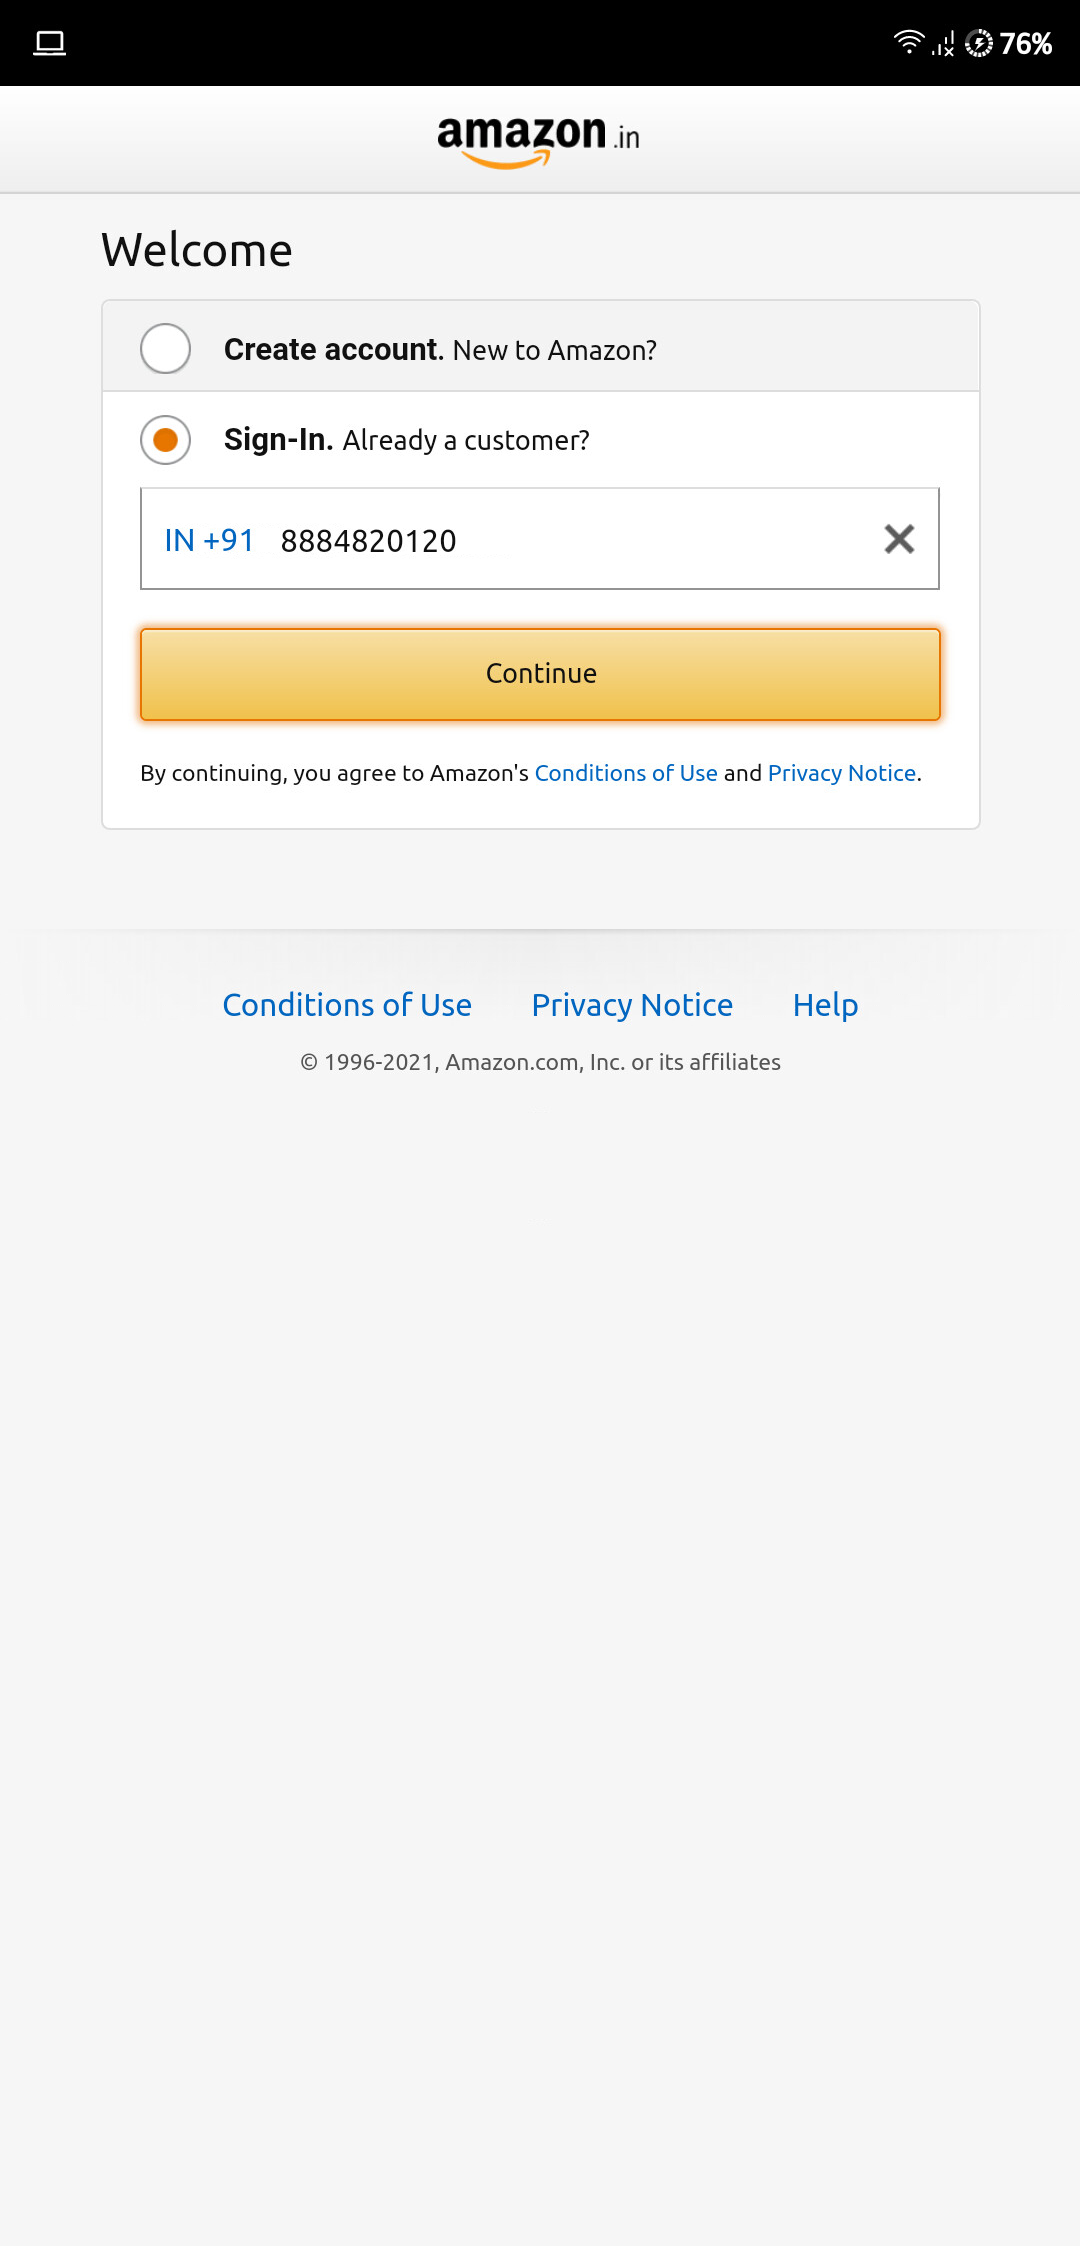 76%
amazon.in
Welcome
Create account. New to Amazon?
Sign-In. Already a customer?
IN +91 8884820120
Continue
By continuing, you agree to Amazon's Conditions of Use and Privacy Notice.
Conditions of Use Privacy Notice Help
© 1996-2021, Amazon.com, Inc. or its affiliates